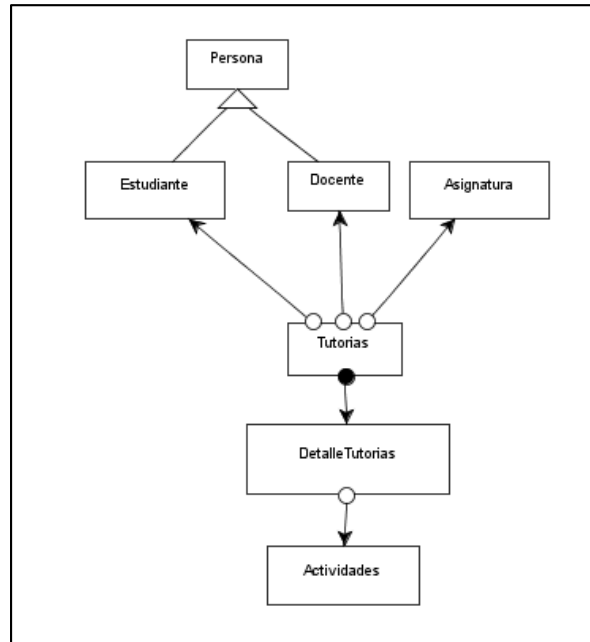 Persona
Estudiante
Docente
Asignatura
Tutorias
DetalleTutorias
Actividades